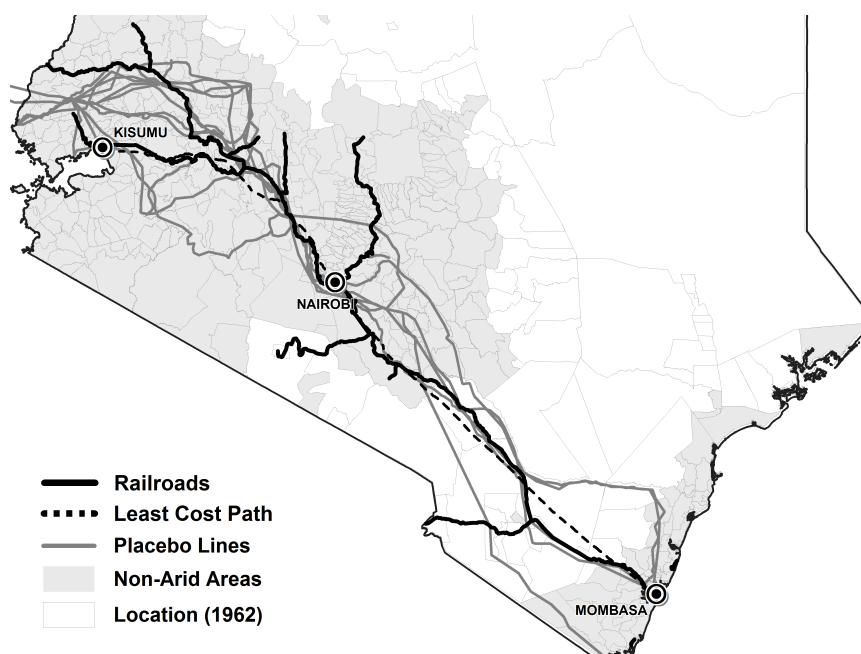 KISUMU
NAIROBI
Railroads
Least Cost Path
Placebo Lines
Non-Arid Areas
Location (1962)
MOMBASA